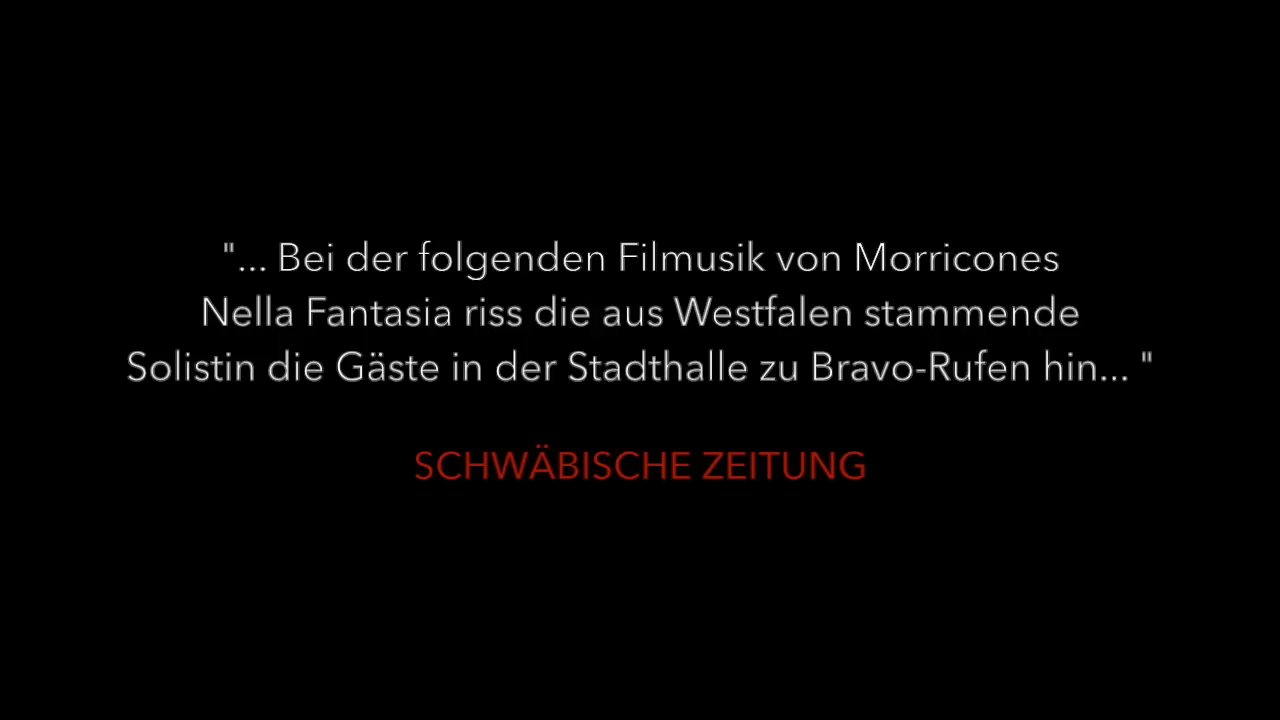 "... Bei der folgenden Filmusik von Morricones
Nella Fantasia riss die aus Westfalen stammende
Solistin die Gäste in der Stadthalle zu Bravo-Rufen hin... "
SCHWÄBISCHE ZEITUNG